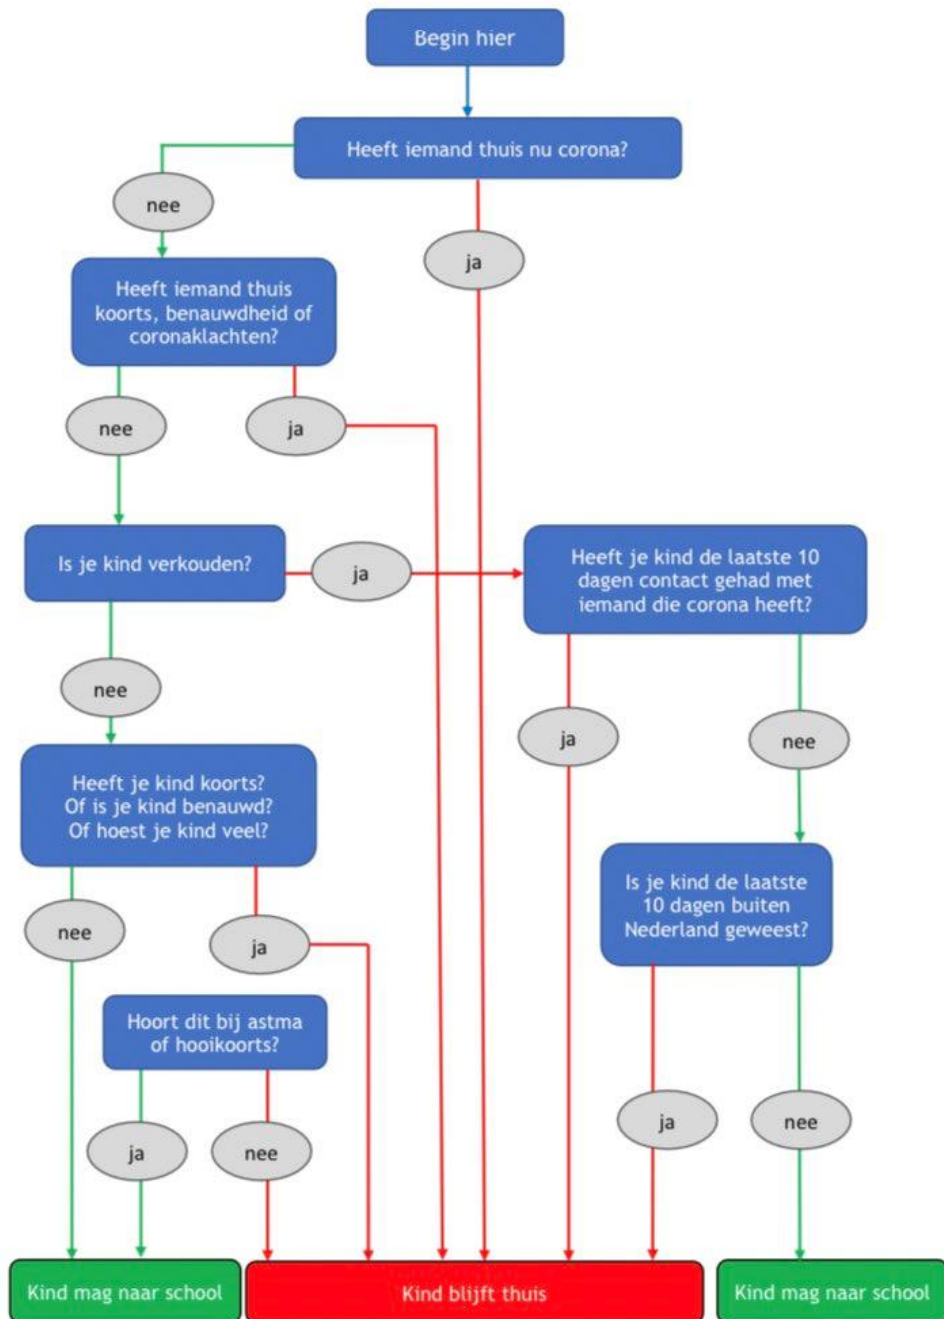 Begin hier
Heeft iemand thuis nu corona?
nee
ja
Heeft iemand thuis
koorts, benauwdheid of
coronaklachten?
nee
ja
Is je kind verkouden?
ja
Heeft je kind de laatste 10
dagen contact gehad met
iemand die corona heeft?
nee
ja
nee
Heeft je kind koorts?
Of is je kind benauwd?
Of hoest je kind veel?
Is je kind de laatste
10 dagen buiten
Nederland geweest?
nee
ja
Hoort dit bij astma
of hooikoorts?
ja
nee
ja
nee
Kind mag naar school
Kind blijft thuis
Kind mag naar school